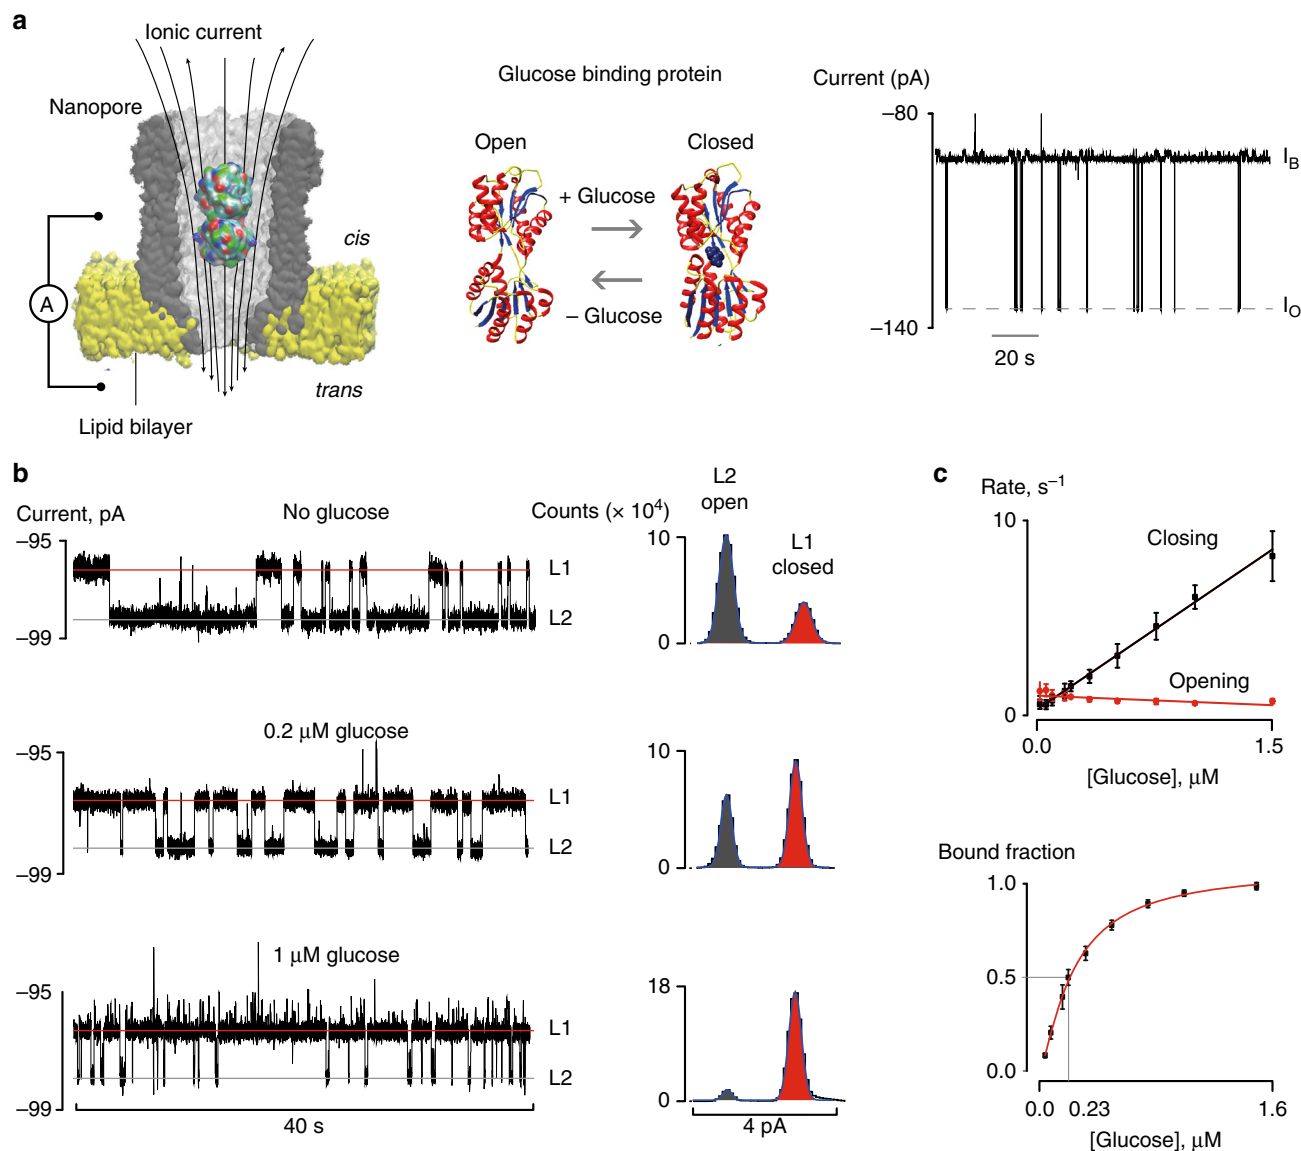 a
Ionic current
Nanopore
A
cis
trans
Lipid bilayer
Glucose binding protein
Open
Closed
+ Glucose
– Glucose
Current (pA)
–80
–140
I_B
I_O
20 s
b
Current, pA
No glucose
Counts (× 10⁴)
L2
open
L1
closed
–95
–99
L1
L2
10
0
0.2 μM glucose
–95
–99
L1
L2
10
0
1 μM glucose
–95
–99
L1
L2
18
0
40 s
4 pA
c
Rate, s⁻¹
10
0
Closing
Opening
0.0
1.5
[Glucose], μM
Bound fraction
1.0
0.5
0.0
0.0
0.23
1.6
[Glucose], μM